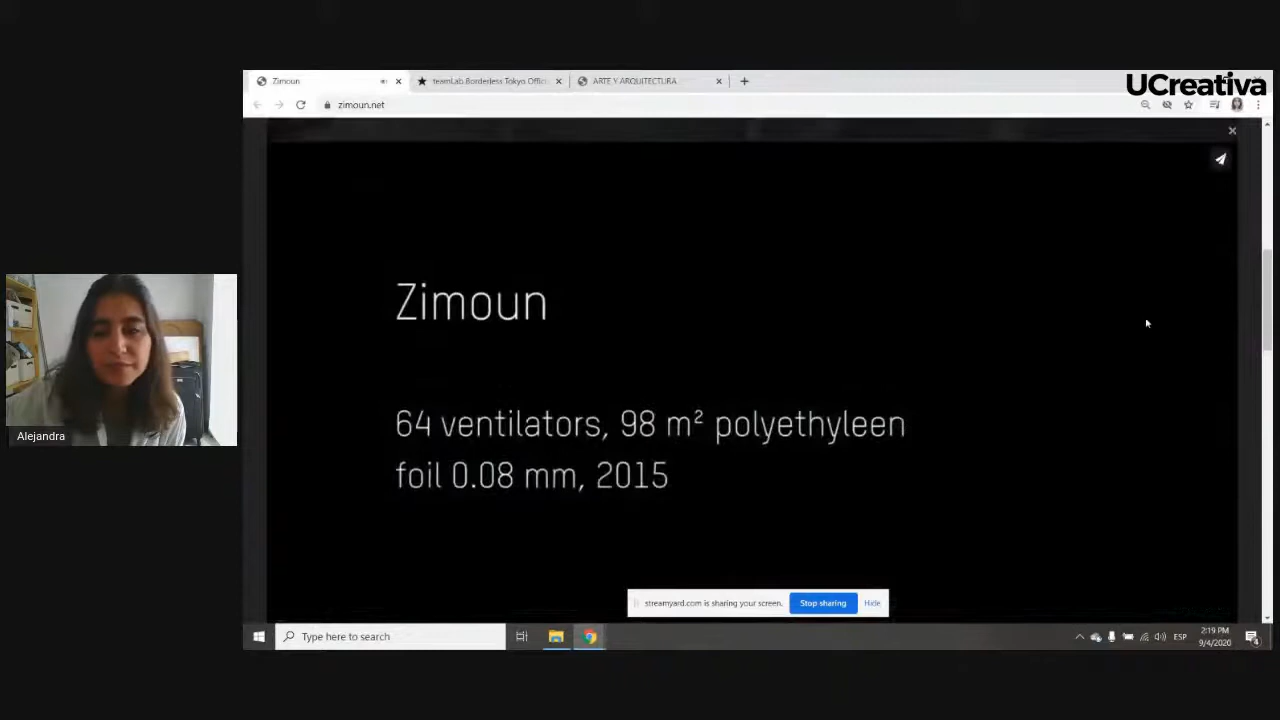 UCreativa
Zimoun
teamLab Borderless Tokyo Offici
ARTE Y ARQUITECTURA
zimoun.net
Zimoun
64 ventilators, 98 m² polyethyleen
foil 0.08 mm, 2015
Alejandra
streamyard.com is sharing your screen.
Stop sharing
Hide
Type here to search
ESP
2:19 PM
9/4/2020
4